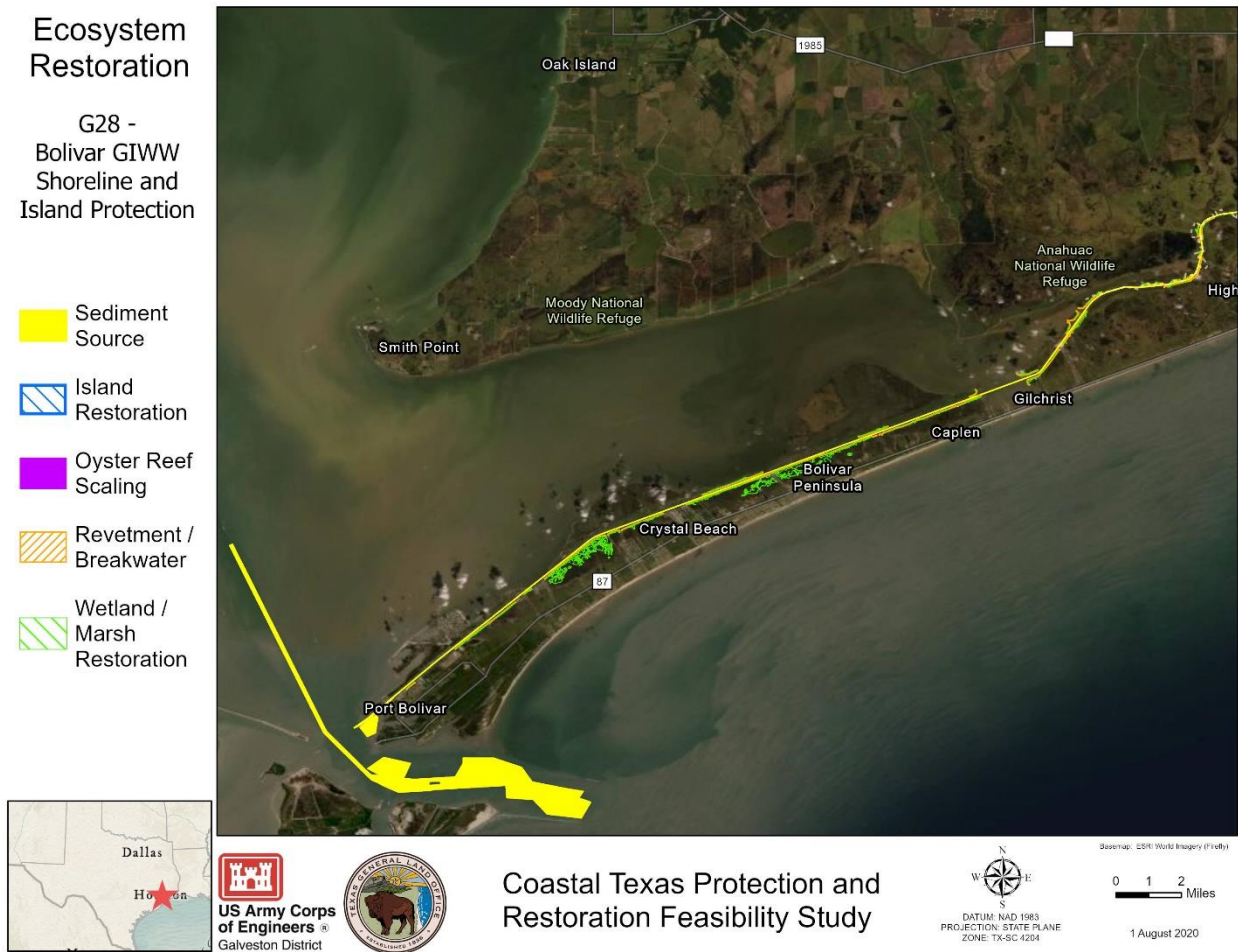 Ecosystem
Restoration
G28 -
Bolivar GIWW
Shoreline and
Island Protection
Sediment
Source
Island
Restoration
Oyster Reef
Scaling
Revetment /
Breakwater
Wetland /
Marsh
Restoration
1985
Oak Island
Anahuac
National Wildlife
Refuge
High
Moody National
Wildlife Refuge
Smith Point
Gilchrist
Caplen
Bolivar
Peninsula
Crystal Beach
87
Port Bolivar
Dallas
US Army Corps
of Engineers ®
Galveston District
TEXAS GENERAL LAND OFFICE
Coastal Texas Protection and
Restoration Feasibility Study
N
W
E
S
DATUM: NAD 1983
PROJECTION: STATE PLANE
ZONE: TX-SC 4204
Basemap: ESRI World Imagery (Firefly)
0 1 2
Miles
1 August 2020